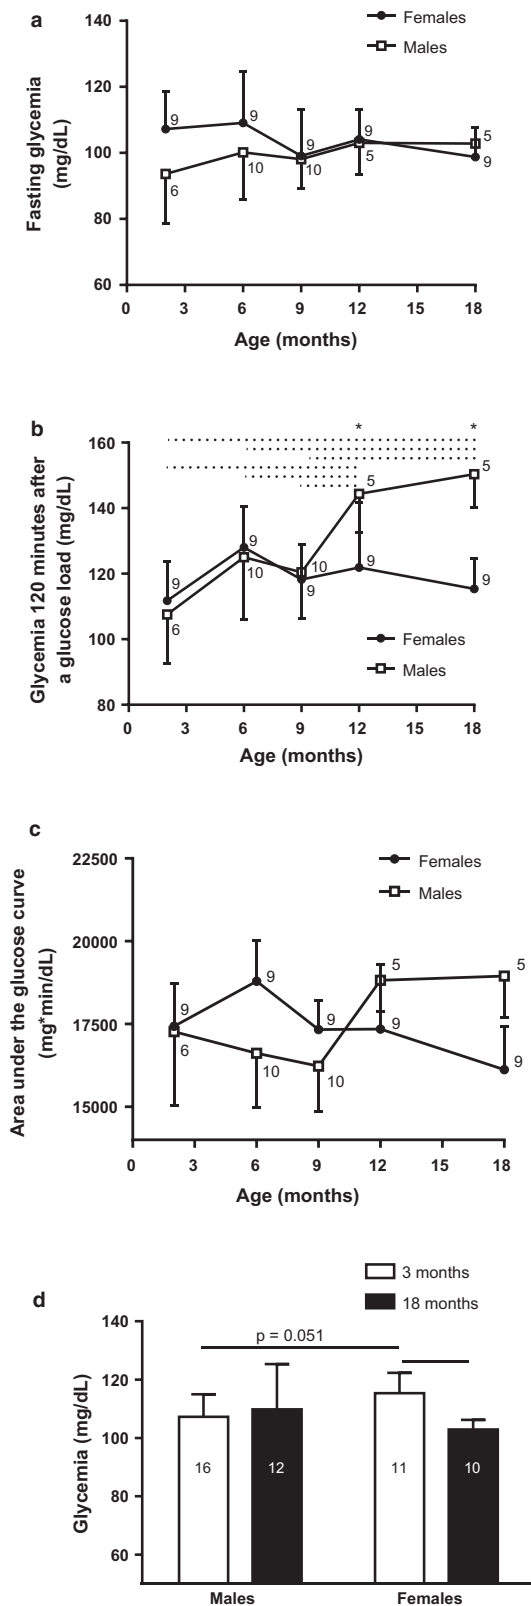 a
Females
Males
Fasting glycemia
(mg/dL)
140
120
100
80
60
9
9
9
9
5
6
10
10
5
9
0 3 6 9 12 15 18
Age (months)
b
* *
Glycemia 120 minutes after
a glucose load (mg/dL)
160
140
120
100
80
5
5
9
9
10
9
9
10
9
6
Females
Males
0 3 6 9 12 15 18
Age (months)
c
Females
Males
Area under the glucose curve
(mg*min/dL)
22500
20000
17500
15000
9
9
9
5
5
9
9
6
10
10
0 3 6 9 12 15 18
Age (months)
3 months
18 months
d
Glycemia (mg/dL)
140
120
100
80
60
p = 0.051
16 12 11 10
Males Females